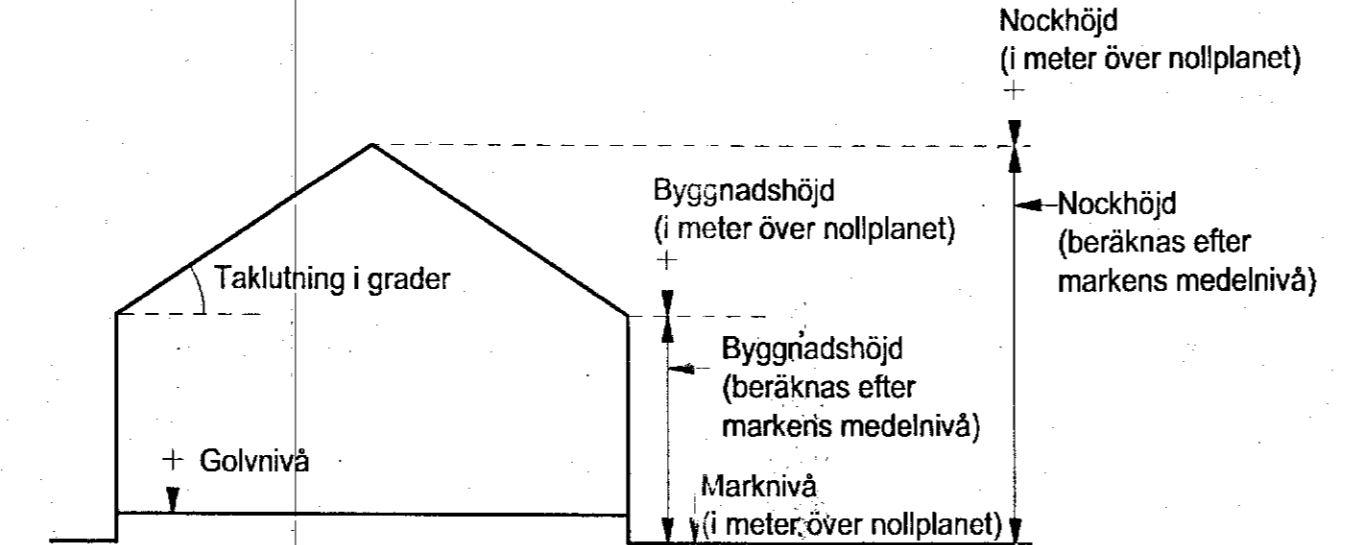 Nockhöjd
(i meter över nollplanet)
+
Byggnadshöjd
(i meter över nollplanet)
+
Nockhöjd
(beräknas efter
markens medelnivå)
Taklutning i grader
Byggnadshöjd
(beräknas efter
markens medelnivå)
+ Golvnivå
Marknivå
(i meter över nollplanet)